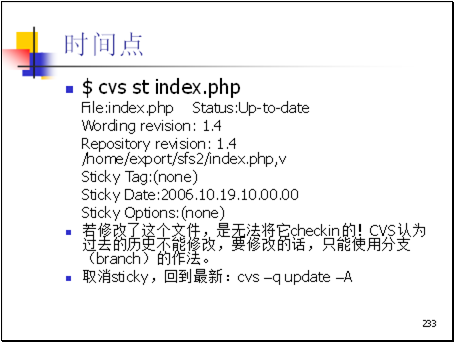 时间点
$ cvs st index.php
File:index.php Status:Up-to-date
Wording revision: 1.4
Repository revision: 1.4
/home/export/sfs2/index.php,v
Sticky Tag:(none)
Sticky Date:2006.10.19.10.00.00
Sticky Options:(none)
若修改了这个文件，是无法将它checkin的！CVS认为
过去的历史不能修改，要修改的话，只能使用分支
（branch）的作法。
取消sticky，回到最新：cvs –q update –A
233